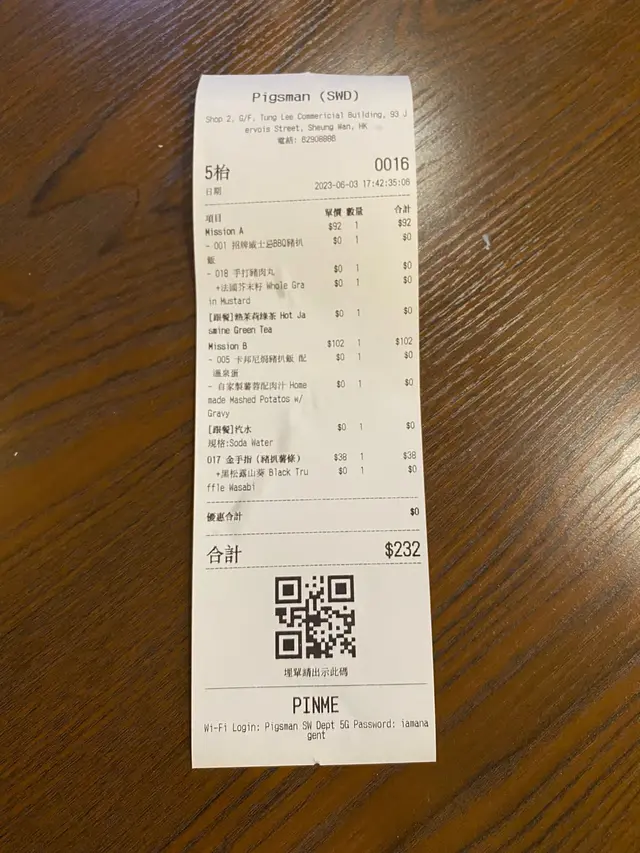 Pigsman (SWD)
Shop 2, G/F, Tung Lee Commericial Building, 93 J
ervois Street, Sheung Wan, HK
電話: 62908886
5枱 0016
日期 2023-06-03 17:42:35:06
項目 單價 數量 合計
Mission A $92 1 $92
- 001 招牌威士忌BBQ豬扒 $0 1 $0
飯
- 018 手打豬肉丸 $0 1 $0
+法國芥末籽 Whole Gra $0 1 $0
in Mustard
[跟餐]熱茉莉綠茶 Hot Ja $0 1 $0
smine Green Tea
Mission B $102 1 $102
- 005 卡邦尼焗豬扒飯 配 $0 1 $0
溫泉蛋
- 自家製薯蓉配肉汁 Home $0 1 $0
made Mashed Potatos w/
Gravy
[跟餐]汽水 $0 1 $0
規格:Soda Water
017 金手指 (豬扒薯條) $38 1 $38
+黑松露山葵 Black Tru $0 1 $0
ffle Wasabi
優惠合計 $0
合計 $232
埋單請出示此碼
PINME
Wi-Fi Login: Pigsman SW Dept 5G Password: iamana
gent